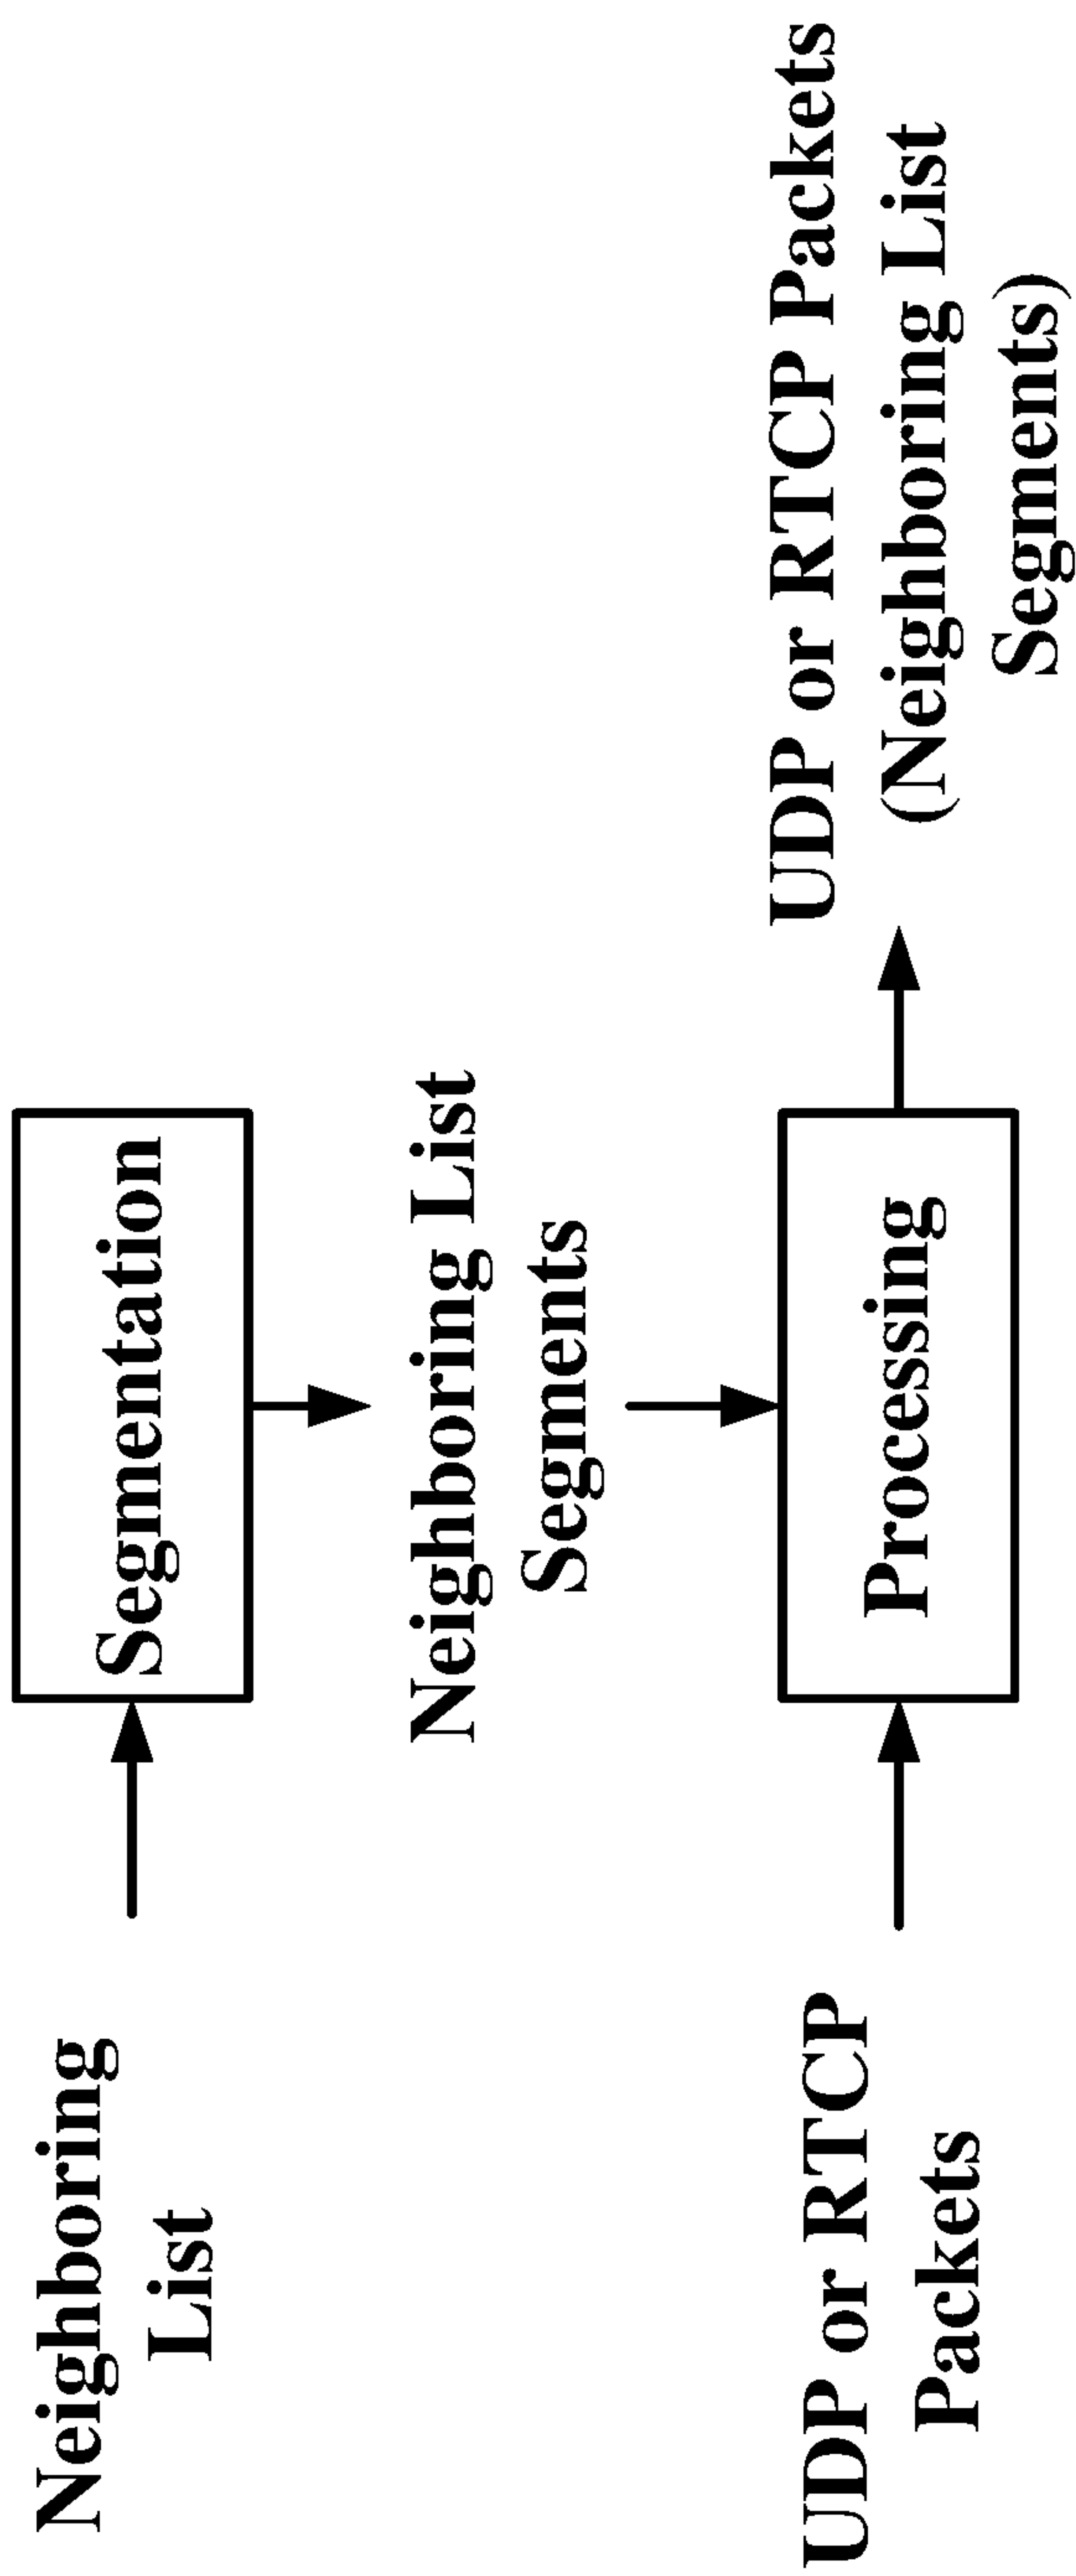 Neighboring
List
Segmentation
Neighboring List
Segments
UDP or RTCP
Packets
Processing
UDP or RTCP Packets
(Neighboring List
Segments)